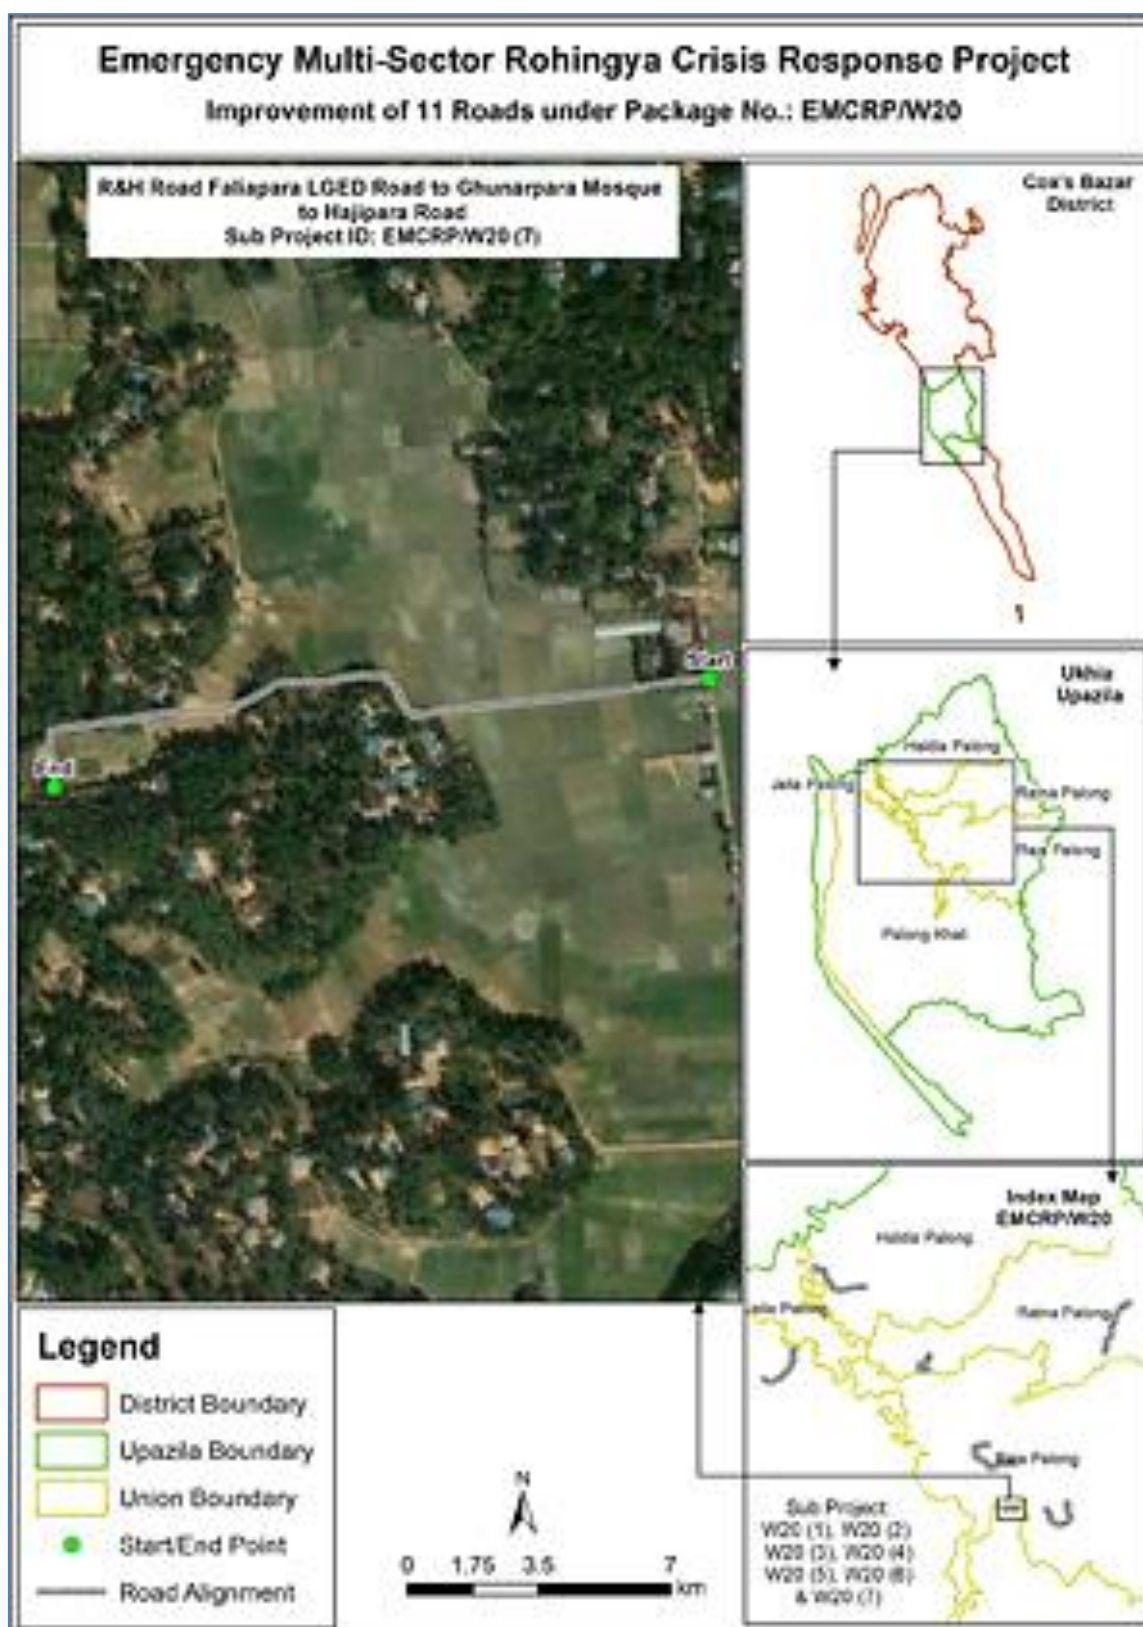 Emergency Multi-Sector Rohingya Crisis Response Project
Improvement of 11 Roads under Package No.: EMCRP/W20
R&H Road Faliapara LGED Road to Ghunarpara Mosque
to Hajipara Road
Sub Project ID: EMCRP/W20 (7)
Start
End
Cox's Bazar
District
1
Ukhia
Upazila
Haldia Palong
Jalia Palong
Ratna Palong
Raja Palong
Palong Khali
Index Map
EMCRP/W20
Haldia Palong
Jalia Palong
Ratna Palong
Raja Palong
Sub Project
W20 (1), W20 (2)
W20 (3), W20 (4)
W20 (5), W20 (6)
& W20 (7)
Legend
District Boundary
Upazila Boundary
Union Boundary
Start/End Point
Road Alignment
N
0 1.75 3.5 7
km